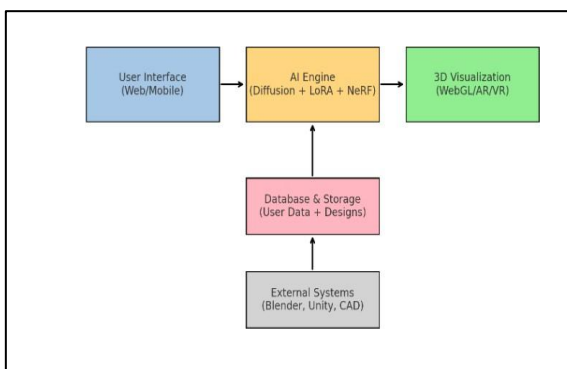 User Interface
(Web/Mobile)
AI Engine
(Diffusion + LoRA + NeRF)
3D Visualization
(WebGL/AR/VR)
Database & Storage
(User Data + Designs)
External Systems
(Blender, Unity, CAD)